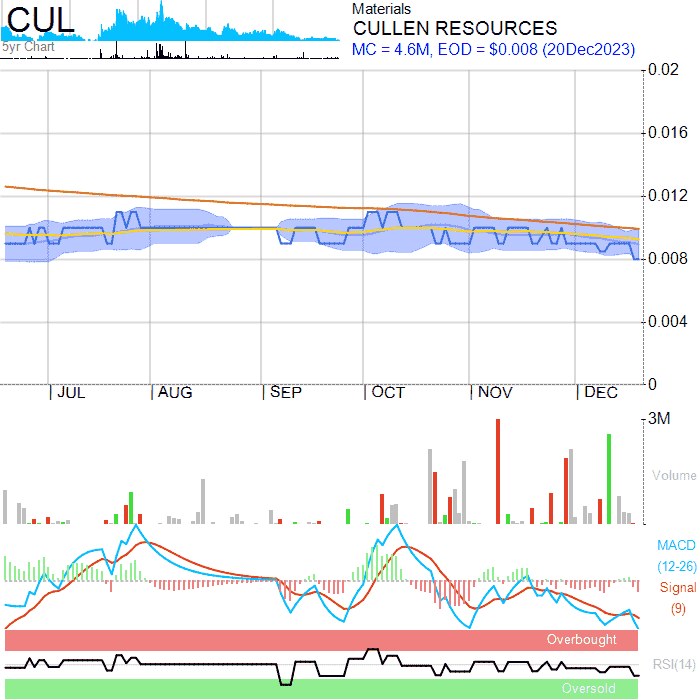 CUL
5yr Chart
Materials
CULLEN RESOURCES
MC = 4.6M, EOD = $0.008 (20Dec2023)
0.02
0.016
0.012
0.008
0.004
0
JUL AUG SEP OCT NOV DEC
3M
Volume
MACD
(12-26)
Signal
(9)
Overbought
RSI(14)
Oversold